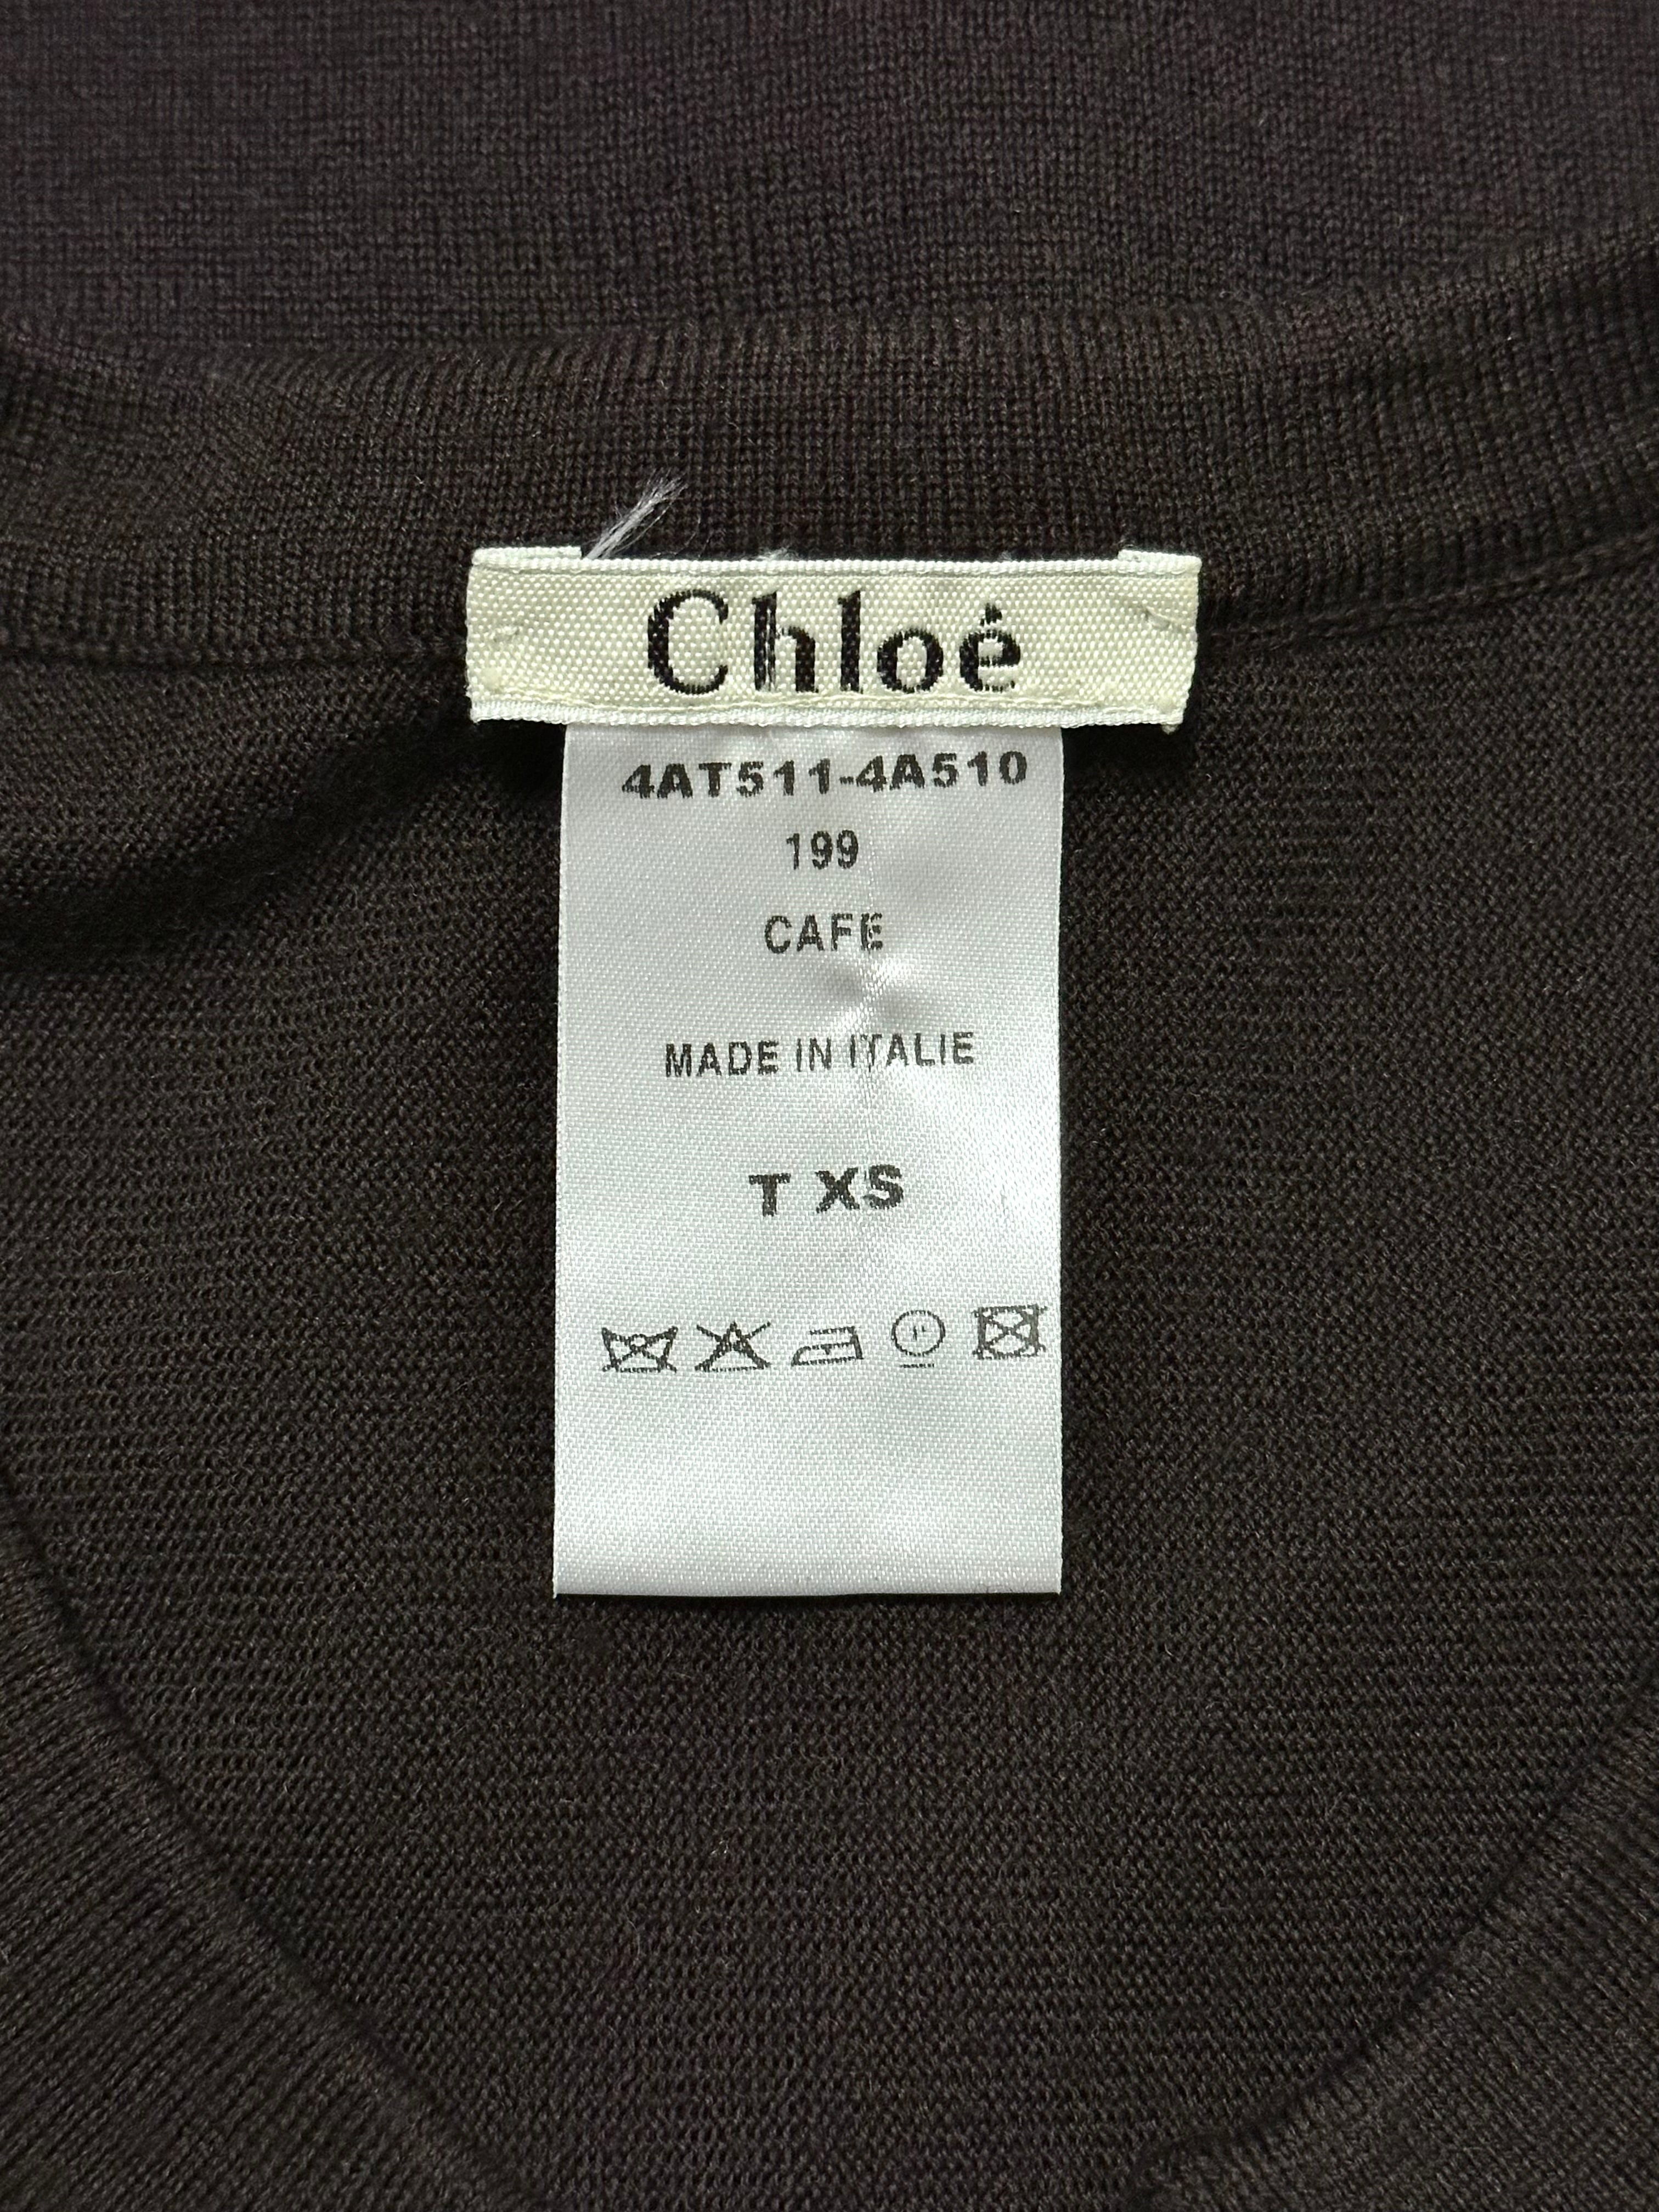 Chloé
4AT511-4A510
199
CAFE
MADE IN ITALIE
T XS